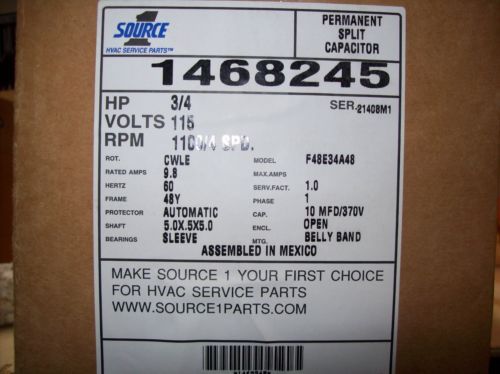 1
SOURCE
HVAC SERVICE PARTS™
PERMANENT
SPLIT
CAPACITOR
1468245
HP 3/4 SER.21408M1
VOLTS 115
RPM 1100/4 SPD.
ROT. CWLE MODEL F48E34A48
RATED AMPS 9.8 MAX.AMPS
HERTZ 60 SERV.FACT. 1.0
FRAME 48Y PHASE 1
PROTECTOR AUTOMATIC CAP. 10 MFD/370V
SHAFT 5.0X.5X5.0 ENCL. OPEN
BEARINGS SLEEVE MTG. BELLY BAND
ASSEMBLED IN MEXICO
MAKE SOURCE 1 YOUR FIRST CHOICE
FOR HVAC SERVICE PARTS
WWW.SOURCE1PARTS.COM